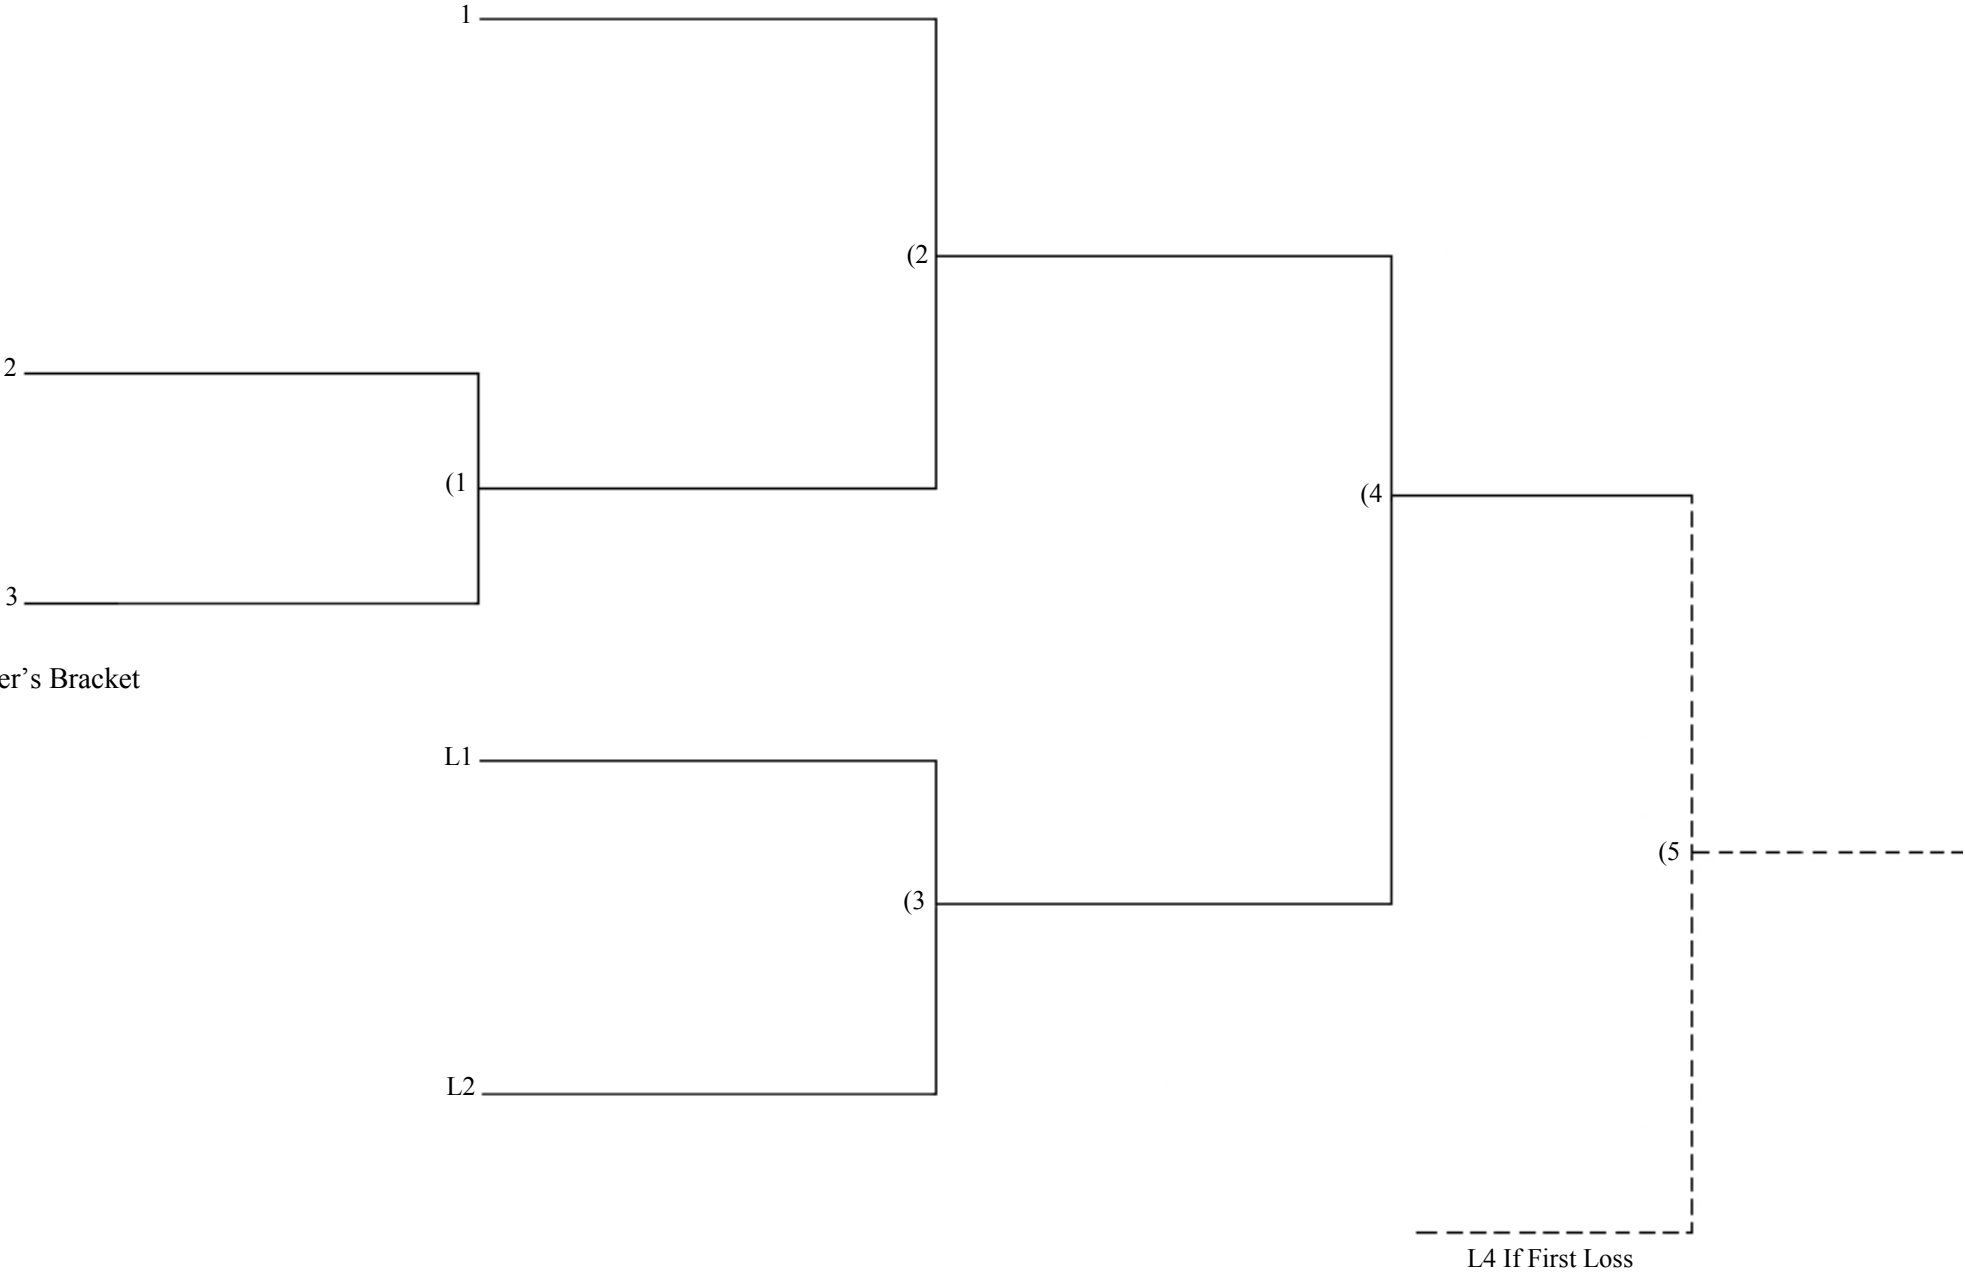 1
(2
2
(1
(4
3
er’s Bracket
L1
(5
(3
L2
L4 If First Loss